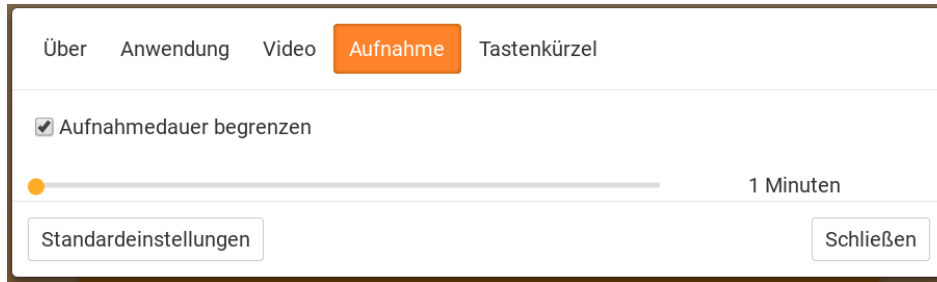 Über Anwendung Video Aufnahme Tastenkürzel
Aufnahmedauer begrenzen
1 Minuten
Standardeinstellungen Schließen